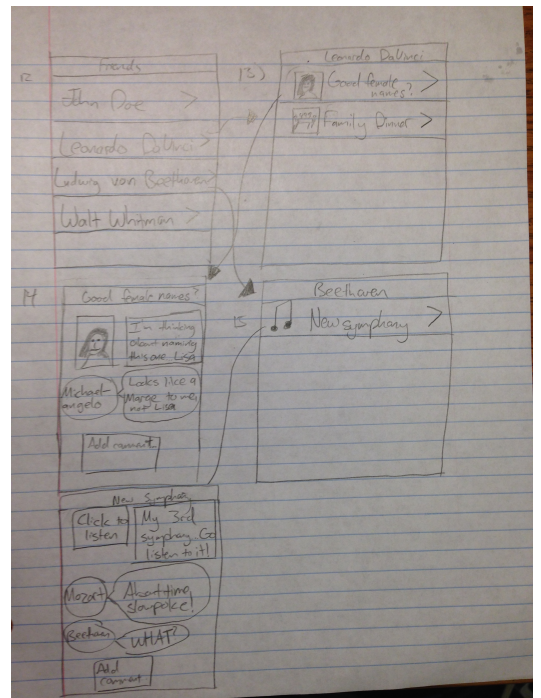 12
Friends
John Doe >
Leonardo DaVinci >
Ludwig van Beethoven >
Walt Whitman >
13)
Leonardo DaVinci
Good female
names? >
Family Dinner >
14
Good female names?
I'm thinking
about naming
this one Lisa
Michael-
angelo
Looks like a
Marge to me,
not Lisa
Add comment
15
Beethoven
New symphony >
New Symphony
Click to
listen
My 3rd
symphony. Go
listen to it!
Mozart
About time,
slowpoke!
WHAT?
Add
comment